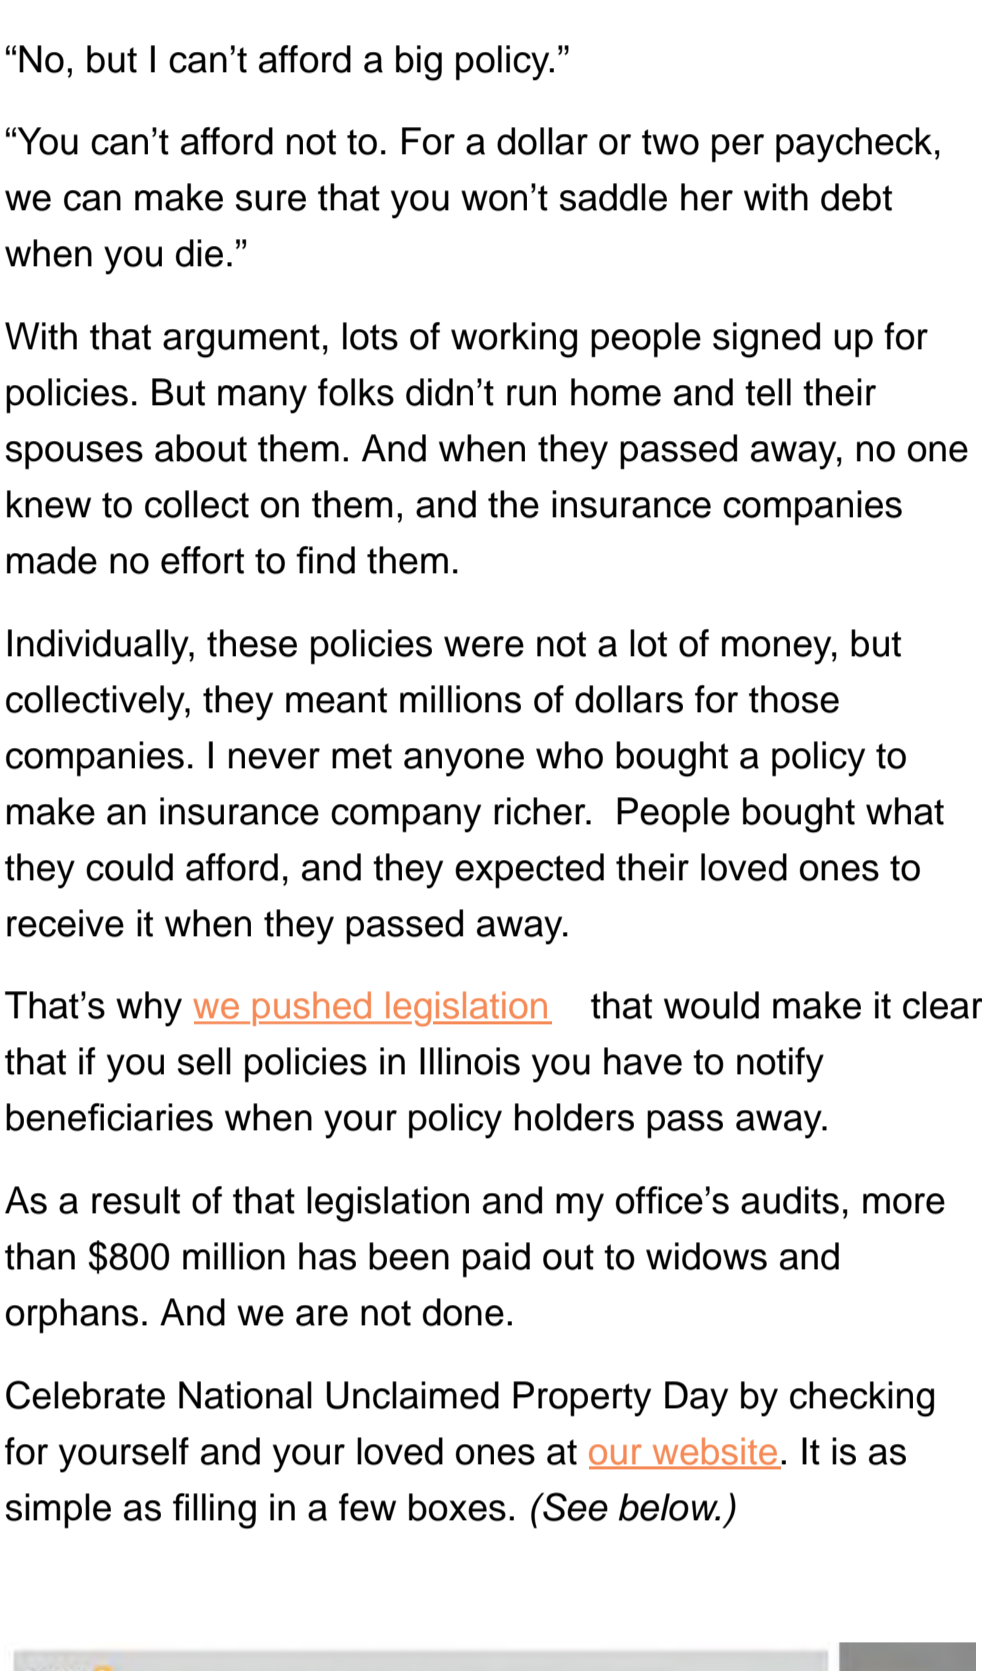 “No, but I can’t afford a big policy.”
“You can’t afford not to. For a dollar or two per paycheck,
we can make sure that you won’t saddle her with debt
when you die.”
With that argument, lots of working people signed up for
policies. But many folks didn’t run home and tell their
spouses about them. And when they passed away, no one
knew to collect on them, and the insurance companies
made no effort to find them.
Individually, these policies were not a lot of money, but
collectively, they meant millions of dollars for those
companies. I never met anyone who bought a policy to
make an insurance company richer.  People bought what
they could afford, and they expected their loved ones to
receive it when they passed away.
That’s why we pushed legislation that would make it clear
that if you sell policies in Illinois you have to notify
beneficiaries when your policy holders pass away.
As a result of that legislation and my office’s audits, more
than $800 million has been paid out to widows and
orphans. And we are not done.
Celebrate National Unclaimed Property Day by checking
for yourself and your loved ones at our website. It is as
simple as filling in a few boxes. (See below.)